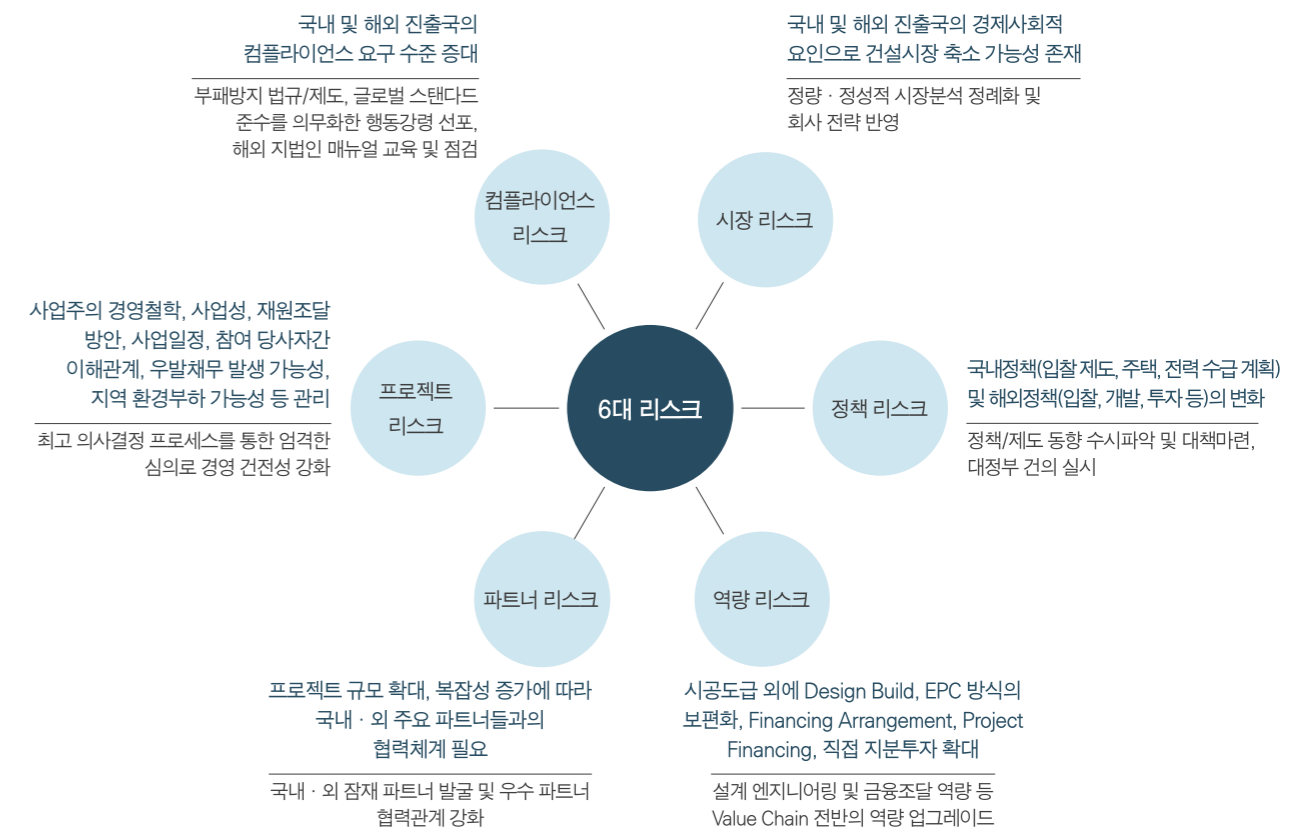 국내 및 해외 진출국의
컴플라이언스 요구 수준 증대
부패방지 법규/제도, 글로벌 스탠다드
준수를 의무화한 행동강령 선포,
해외 지법인 매뉴얼 교육 및 점검
컴플라이언스
리스크
국내 및 해외 진출국의 경제사회적
요인으로 건설시장 축소 가능성 존재
정량 · 정성적 시장분석 정례화 및
회사 전략 반영
시장 리스크
사업주의 경영철학, 사업성, 재원조달
방안, 사업일정, 참여 당사자간
이해관계, 우발채무 발생 가능성,
지역 환경부하 가능성 등 관리
최고 의사결정 프로세스를 통한 엄격한
심의로 경영 건전성 강화
프로젝트
리스크
6대 리스크
정책 리스크
국내정책(입찰 제도, 주택, 전력 수급 계획)
및 해외정책(입찰, 개발, 투자 등)의 변화
정책/제도 동향 수시파악 및 대책마련,
대정부 건의 실시
파트너 리스크
프로젝트 규모 확대, 복잡성 증가에 따라
국내 · 외 주요 파트너들과의
협력체계 필요
국내 · 외 잠재 파트너 발굴 및 우수 파트너
협력관계 강화
역량 리스크
시공도급 외에 Design Build, EPC 방식의
보편화, Financing Arrangement, Project
Financing, 직접 지분투자 확대
설계 엔지니어링 및 금융조달 역량 등
Value Chain 전반의 역량 업그레이드